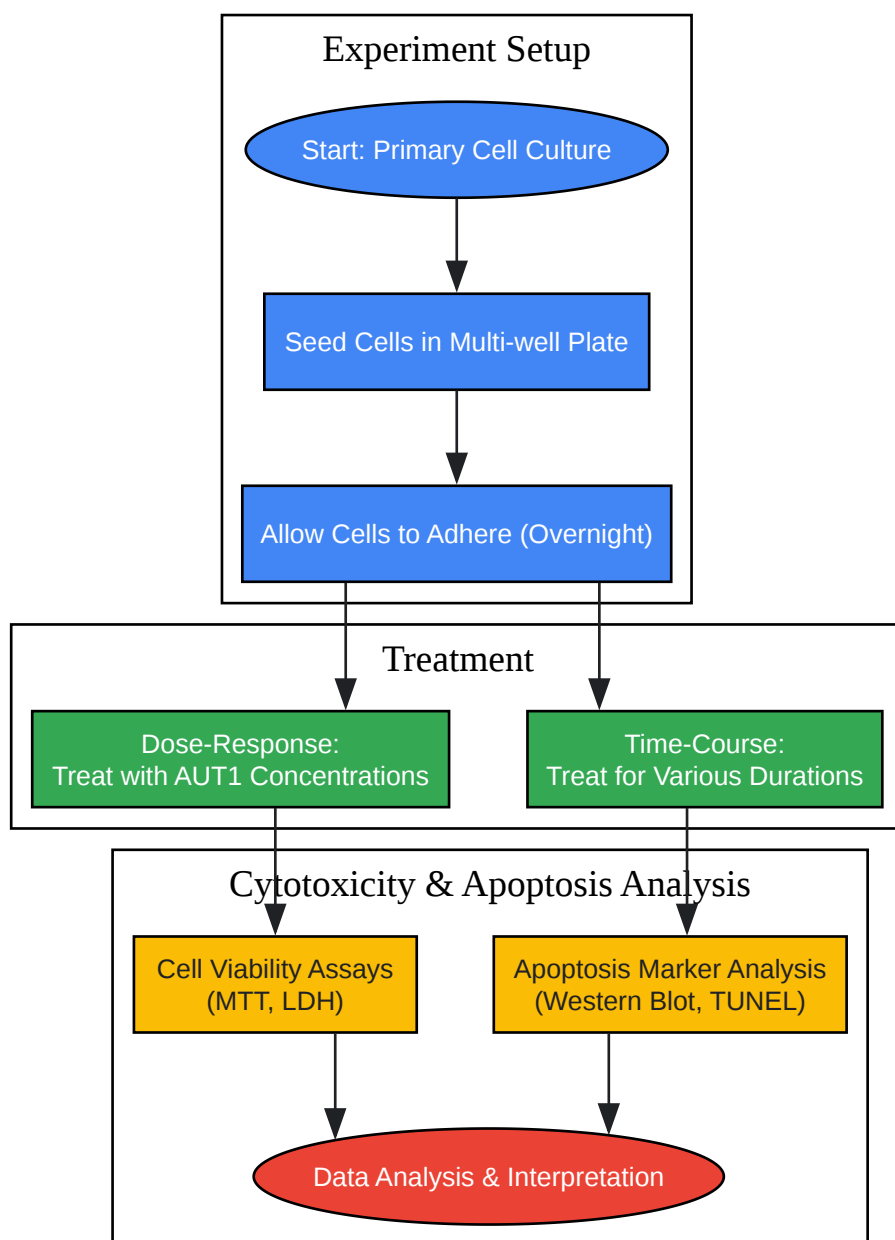 Experiment Setup
Start: Primary Cell Culture
Seed Cells in Multi-well Plate
Allow Cells to Adhere (Overnight)
Treatment
Dose-Response:
Treat with AUT1 Concentrations
Time-Course:
Treat for Various Durations
Cytotoxicity & Apoptosis Analysis
Cell Viability Assays
(MTT, LDH)
Apoptosis Marker Analysis
(Western Blot, TUNEL)
Data Analysis & Interpretation